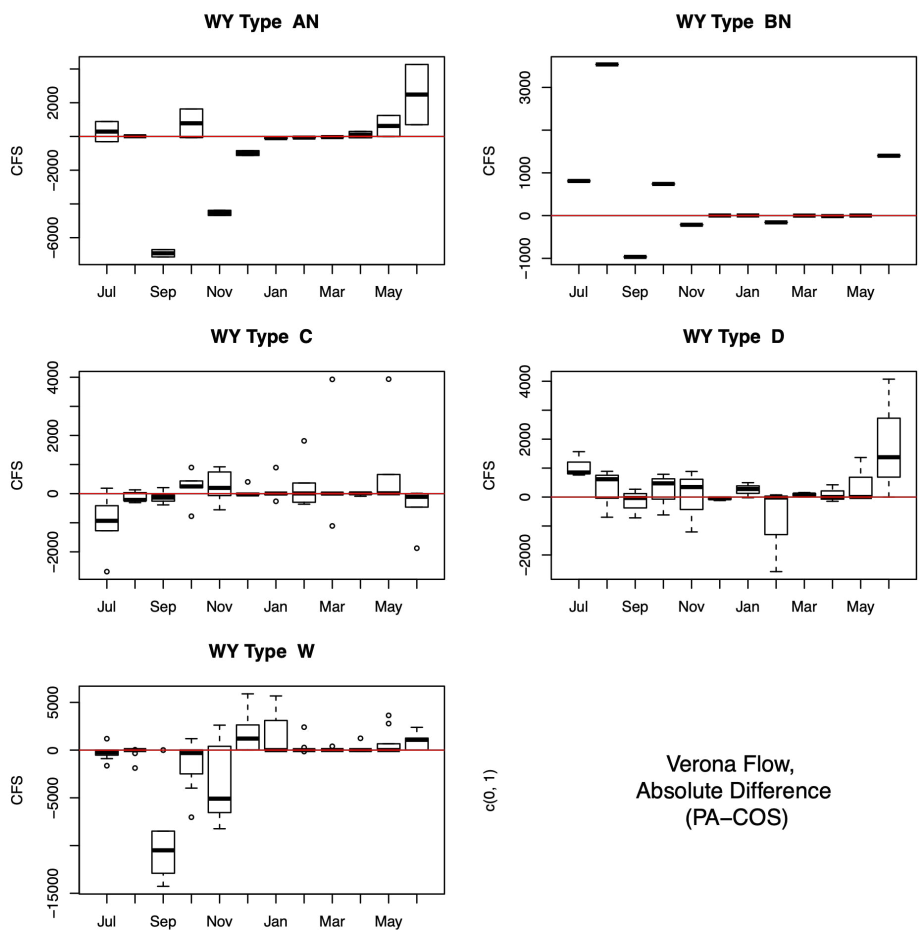 WY Type AN
CFS
2000
−2000
−6000
Jul Sep Nov Jan Mar May
WY Type BN
CFS
3000
1000
0
−1000
Jul Sep Nov Jan Mar May
WY Type C
CFS
4000
2000
0
−2000
Jul Sep Nov Jan Mar May
WY Type D
CFS
4000
2000
0
−2000
Jul Sep Nov Jan Mar May
WY Type W
CFS
5000
0
−5000
−15000
Jul Sep Nov Jan Mar May
c(0, 1)
Verona Flow,
Absolute Difference
(PA−COS)